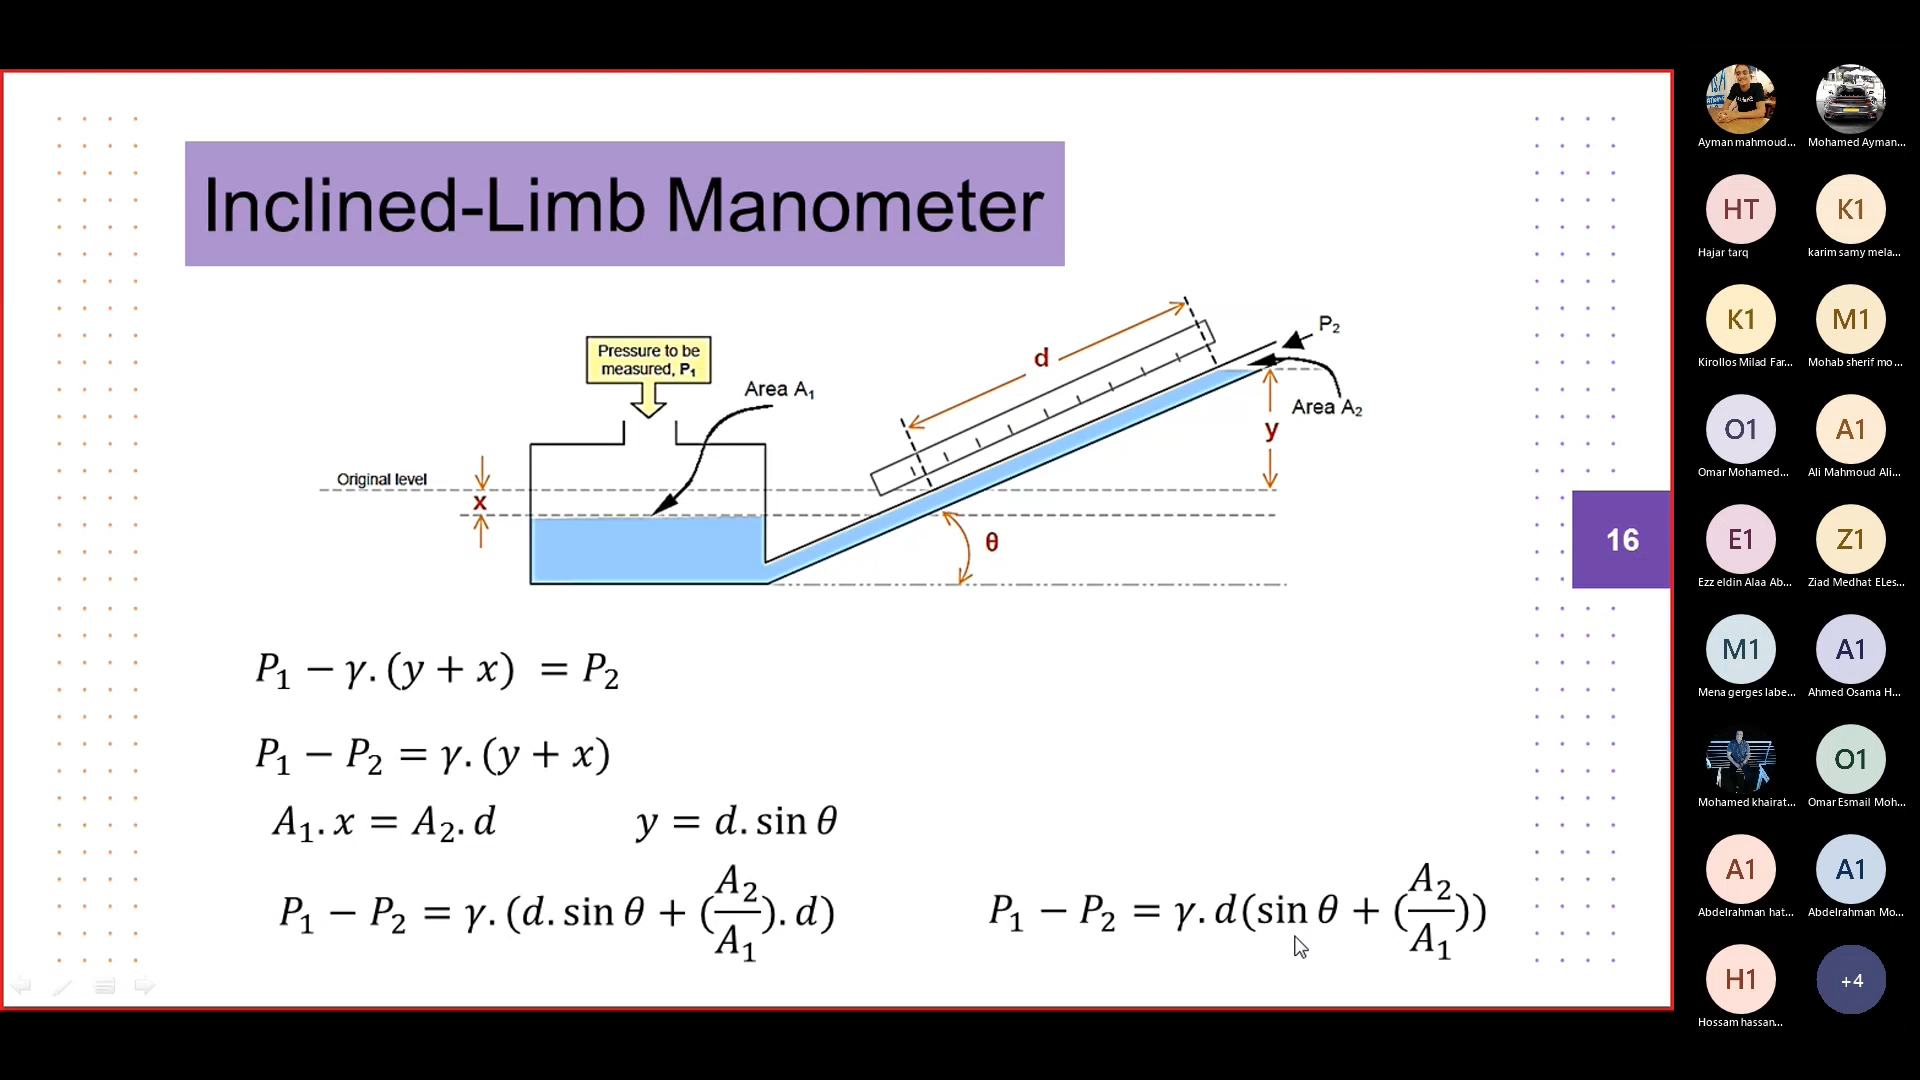 Inclined-Limb Manometer
Pressure to be
measured, P₁
Area A₁
d
P₂
Area A₂
y
Original level
x
θ
16
P₁ − γ.(y + x) = P₂
P₁ − P₂ = γ.(y + x)
A₁.x = A₂.d
y = d.sin θ
P₁ − P₂ = γ.(d.sin θ + (A₂/A₁).d)
P₁ − P₂ = γ.d(sin θ + (A₂/A₁))
Ayman mahmoud...
Mohamed Ayman...
HT
Hajar tarq
K1
karim samy mela...
K1
Kirollos Milad Far...
M1
Mohab sherif mo...
O1
Omar Mohamed...
A1
Ali Mahmoud Ali...
E1
Ezz eldin Alaa Ab...
Z1
Ziad Medhat ELes...
M1
Mena gerges labe...
A1
Ahmed Osama H...
Mohamed khairat...
O1
Omar Esmail Moh...
A1
Abdelrahman hat...
A1
Abdelrahman Mo...
H1
Hossam hassan...
+4